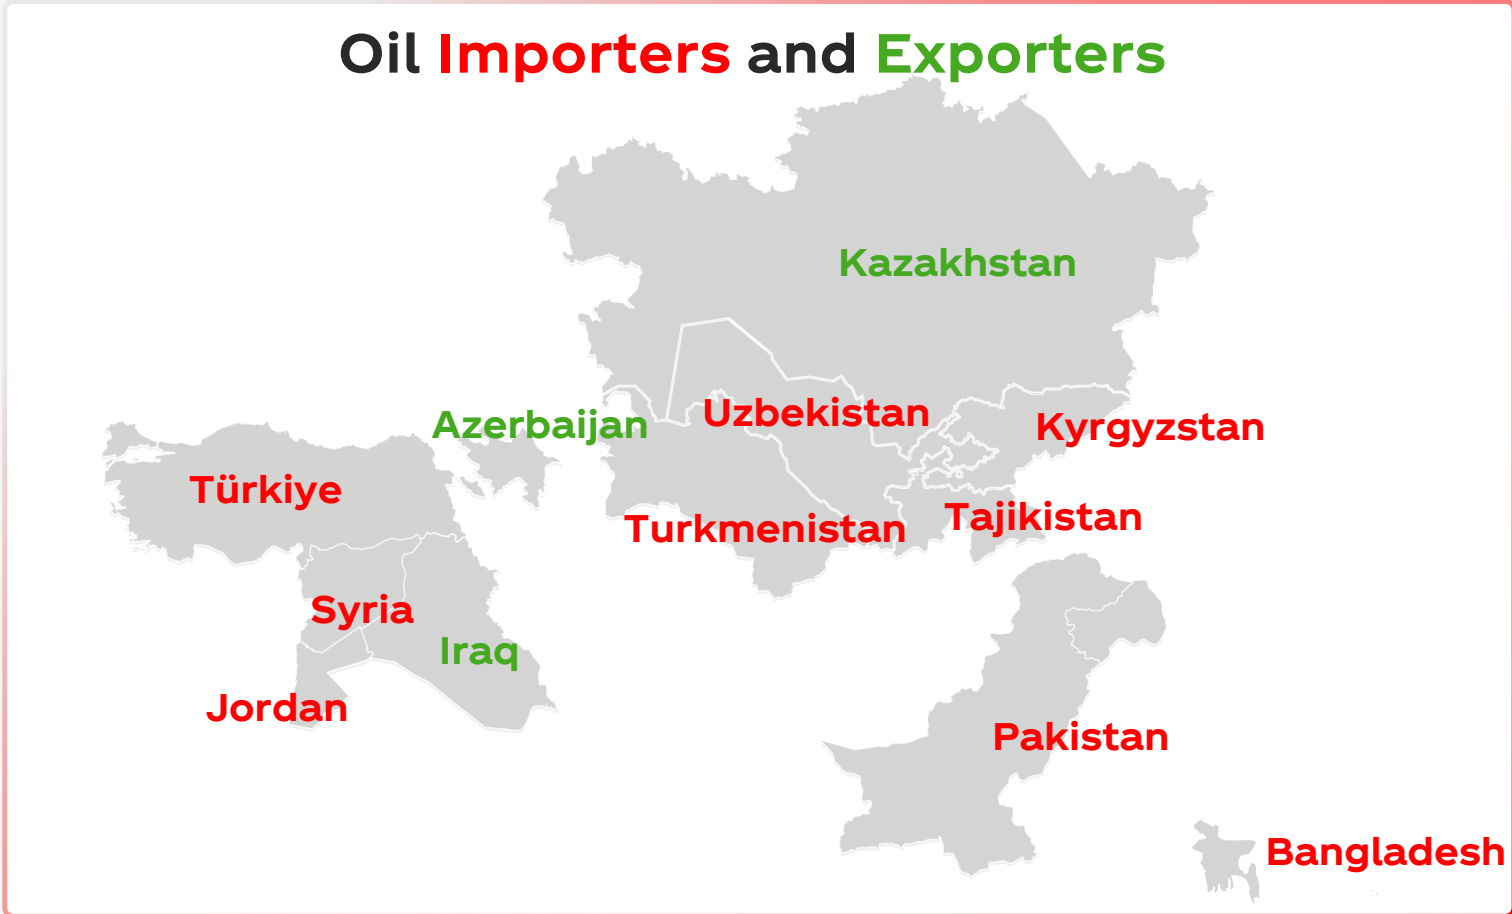 Oil Importers and Exporters
Kazakhstan
Uzbekistan
Azerbaijan
Kyrgyzstan
Türkiye
Turkmenistan
Tajikistan
Syria
Iraq
Jordan
Pakistan
Bangladesh